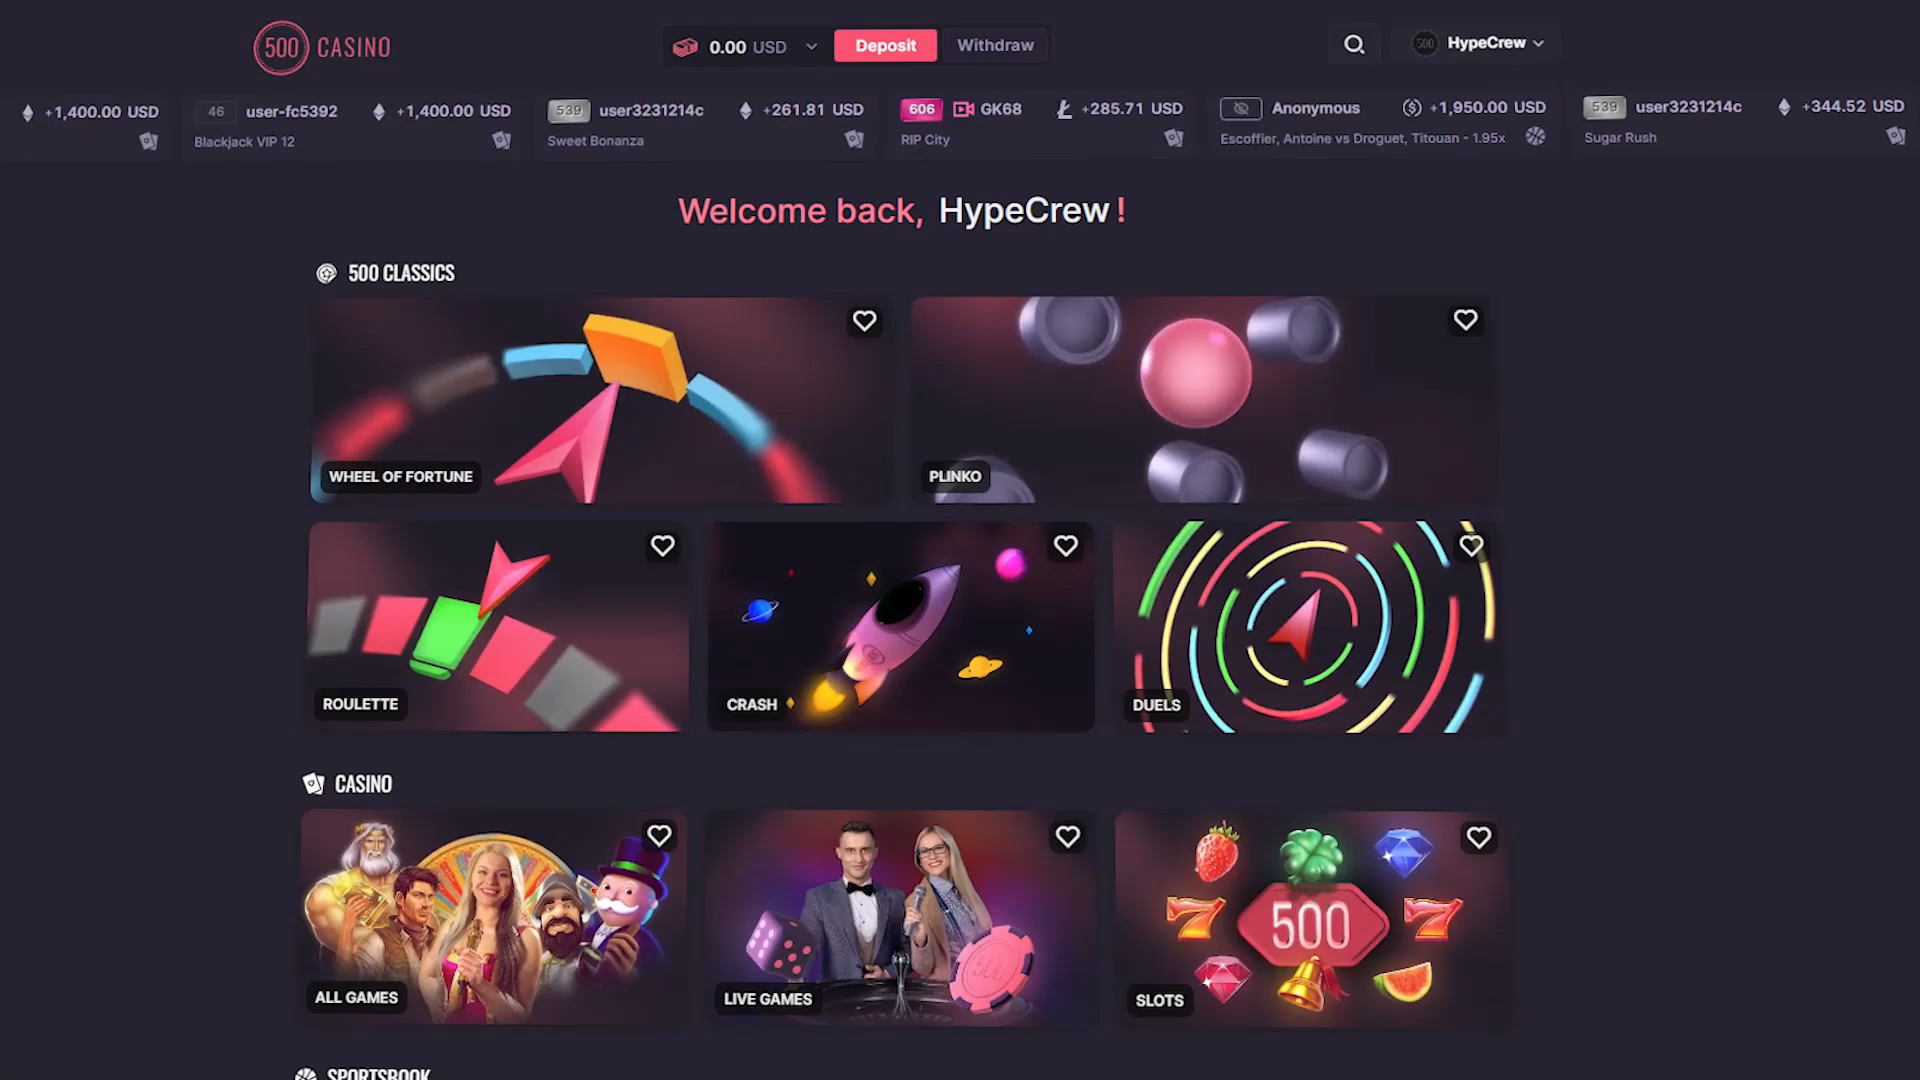 500 CASINO
0.00 USD
Deposit
Withdraw
HypeCrew
+1,400.00 USD
46 user-fc5392 +1,400.00 USD
Blackjack VIP 12
539 user3231214c +261.81 USD
Sweet Bonanza
606 GK68 +285.71 USD
RIP City
Anonymous +1,950.00 USD
Escoffier, Antoine vs Droguet, Titouan - 1.95x
539 user3231214c +344.52 USD
Sugar Rush
Welcome back, HypeCrew!
500 CLASSICS
WHEEL OF FORTUNE
PLINKO
ROULETTE
CRASH
DUELS
CASINO
ALL GAMES
LIVE GAMES
500
SLOTS
SPORTSBOOK